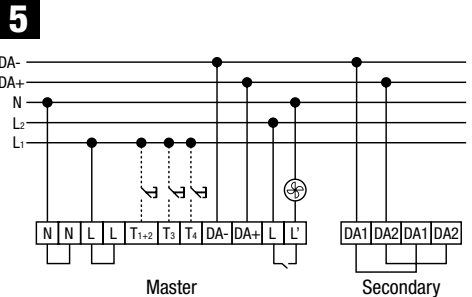 5
DA-
DA+
N
L2
L1
N N L L T1+2 T3 T4 DA- DA+ L L' DA1 DA2 DA1 DA2
Master Secondary